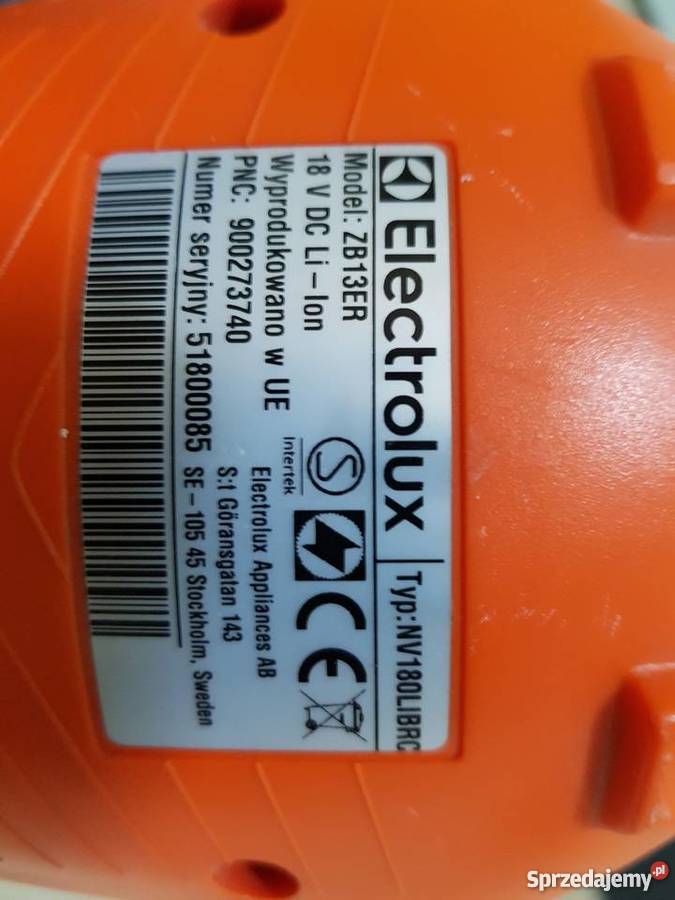 Electrolux
Typ:NV180LIBRC
Model: ZB13ER
18 V DC Li-Ion
Wyprodukowano w UE
PNC: 900273740
Numer seryjny: 51800085
S
Intertek
CE
Electrolux Appliances AB
S:t Göransgatan 143
SE-105 45 Stockholm, Sweden
Sprzedajemy.pl